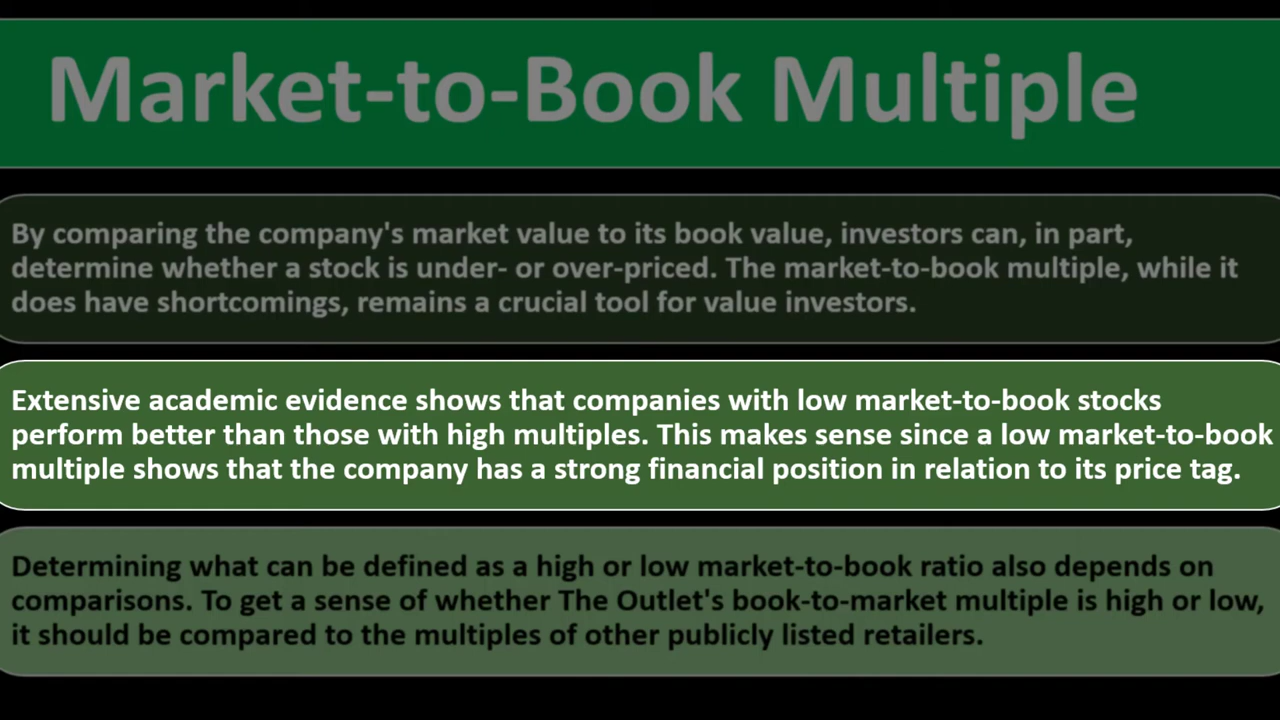 Market-to-Book Multiple
By comparing the company's market value to its book value, investors can, in part,
determine whether a stock is under- or over-priced. The market-to-book multiple, while it
does have shortcomings, remains a crucial tool for value investors.
Extensive academic evidence shows that companies with low market-to-book stocks
perform better than those with high multiples. This makes sense since a low market-to-book
multiple shows that the company has a strong financial position in relation to its price tag.
Determining what can be defined as a high or low market-to-book ratio also depends on
comparisons. To get a sense of whether The Outlet's book-to-market multiple is high or low,
it should be compared to the multiples of other publicly listed retailers.